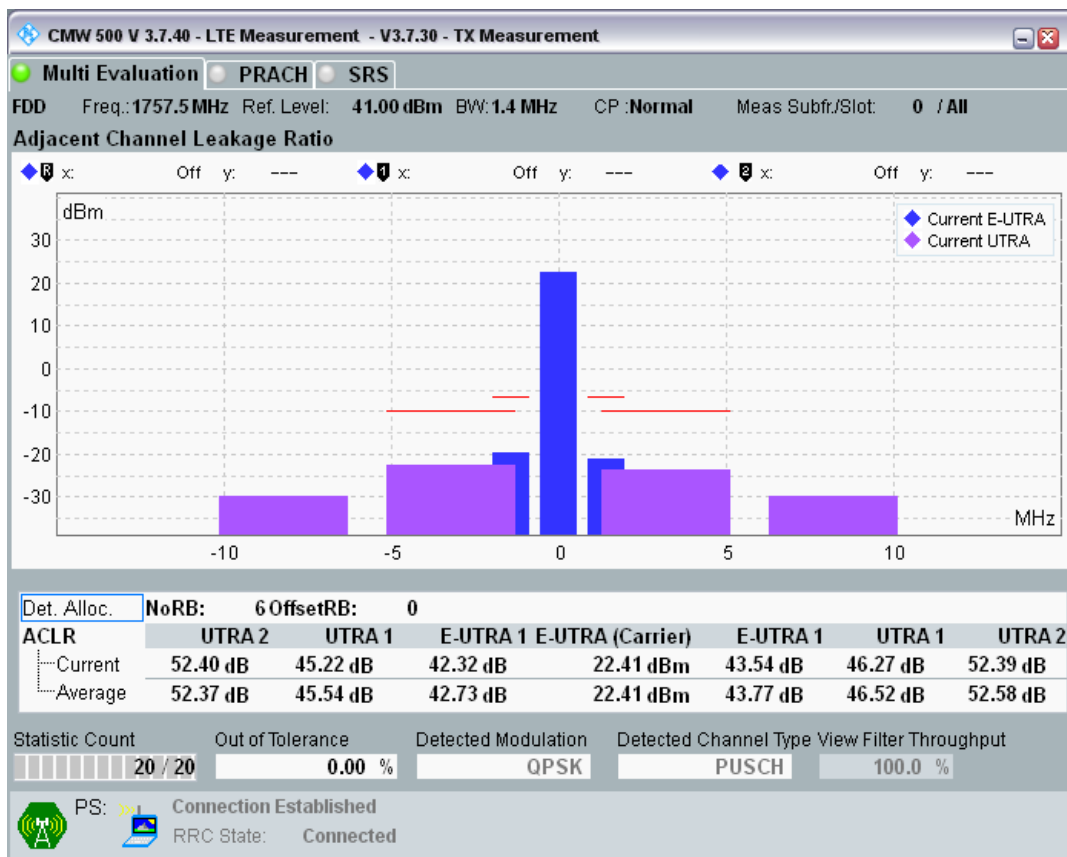 CMW 500 V 3.7.40 - LTE Measurement - V3.7.30 - TX Measurement
Multi Evaluation PRACH SRS
FDD Freq.:1757.5 MHz Ref. Level: 41.00 dBm BW:1.4 MHz CP :Normal Meas Subfr./Slot: 0 / All
Adjacent Channel Leakage Ratio
R x: Off y: --- 1 x: Off y: --- 2 x: Off y: ---
dBm
Current E-UTRA
Current UTRA
30
20
10
0
-10
-20
-30
MHz
-10 -5 0 5 10
Det. Alloc. NoRB: 6 OffsetRB: 0
ACLR UTRA 2 UTRA 1 E-UTRA 1 E-UTRA (Carrier) E-UTRA 1 UTRA 1 UTRA 2
Current 52.40 dB 45.22 dB 42.32 dB 22.41 dBm 43.54 dB 46.27 dB 52.39 dB
Average 52.37 dB 45.54 dB 42.73 dB 22.41 dBm 43.77 dB 46.52 dB 52.58 dB
Statistic Count Out of Tolerance Detected Modulation Detected Channel Type View Filter Throughput
20 / 20 0.00 % QPSK PUSCH 100.0 %
PS: Connection Established
RRC State: Connected